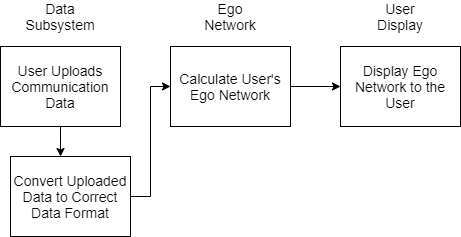 Data
Subsystem
Ego
Network
User
Display
User Uploads
Communication
Data
Calculate User's
Ego Network
Display Ego
Network to the
User
Convert Uploaded
Data to Correct
Data Format